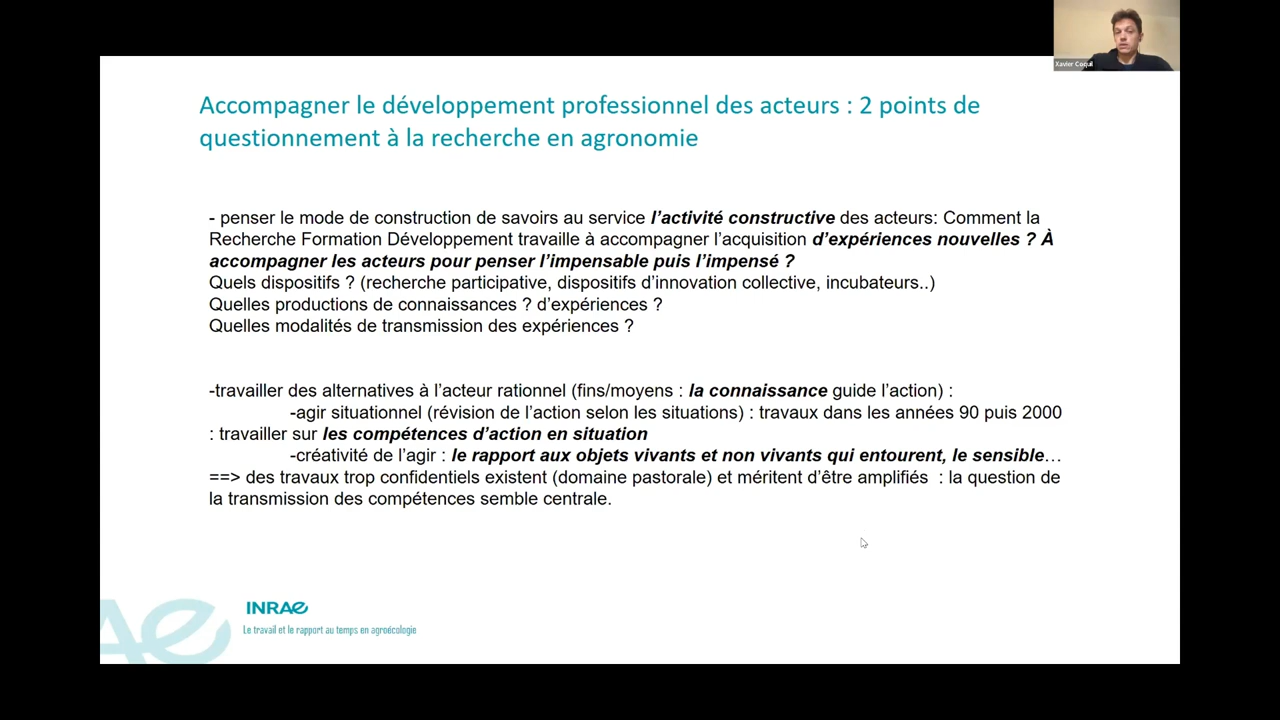 Xavier Coquil
Accompagner le développement professionnel des acteurs : 2 points de
questionnement à la recherche en agronomie
- penser le mode de construction de savoirs au service l’activité constructive des acteurs: Comment la
Recherche Formation Développement travaille à accompagner l’acquisition d’expériences nouvelles ? À
accompagner les acteurs pour penser l’impensable puis l’impensé ?
Quels dispositifs ? (recherche participative, dispositifs d’innovation collective, incubateurs..)
Quelles productions de connaissances ? d’expériences ?
Quelles modalités de transmission des expériences ?
-travailler des alternatives à l’acteur rationnel (fins/moyens : la connaissance guide l’action) :
-agir situationnel (révision de l’action selon les situations) : travaux dans les années 90 puis 2000
: travailler sur les compétences d’action en situation
-créativité de l’agir : le rapport aux objets vivants et non vivants qui entourent, le sensible…
==> des travaux trop confidentiels existent (domaine pastorale) et méritent d’être amplifiés  : la question de
la transmission des compétences semble centrale.
INRAE
Le travail et le rapport au temps en agroécologie